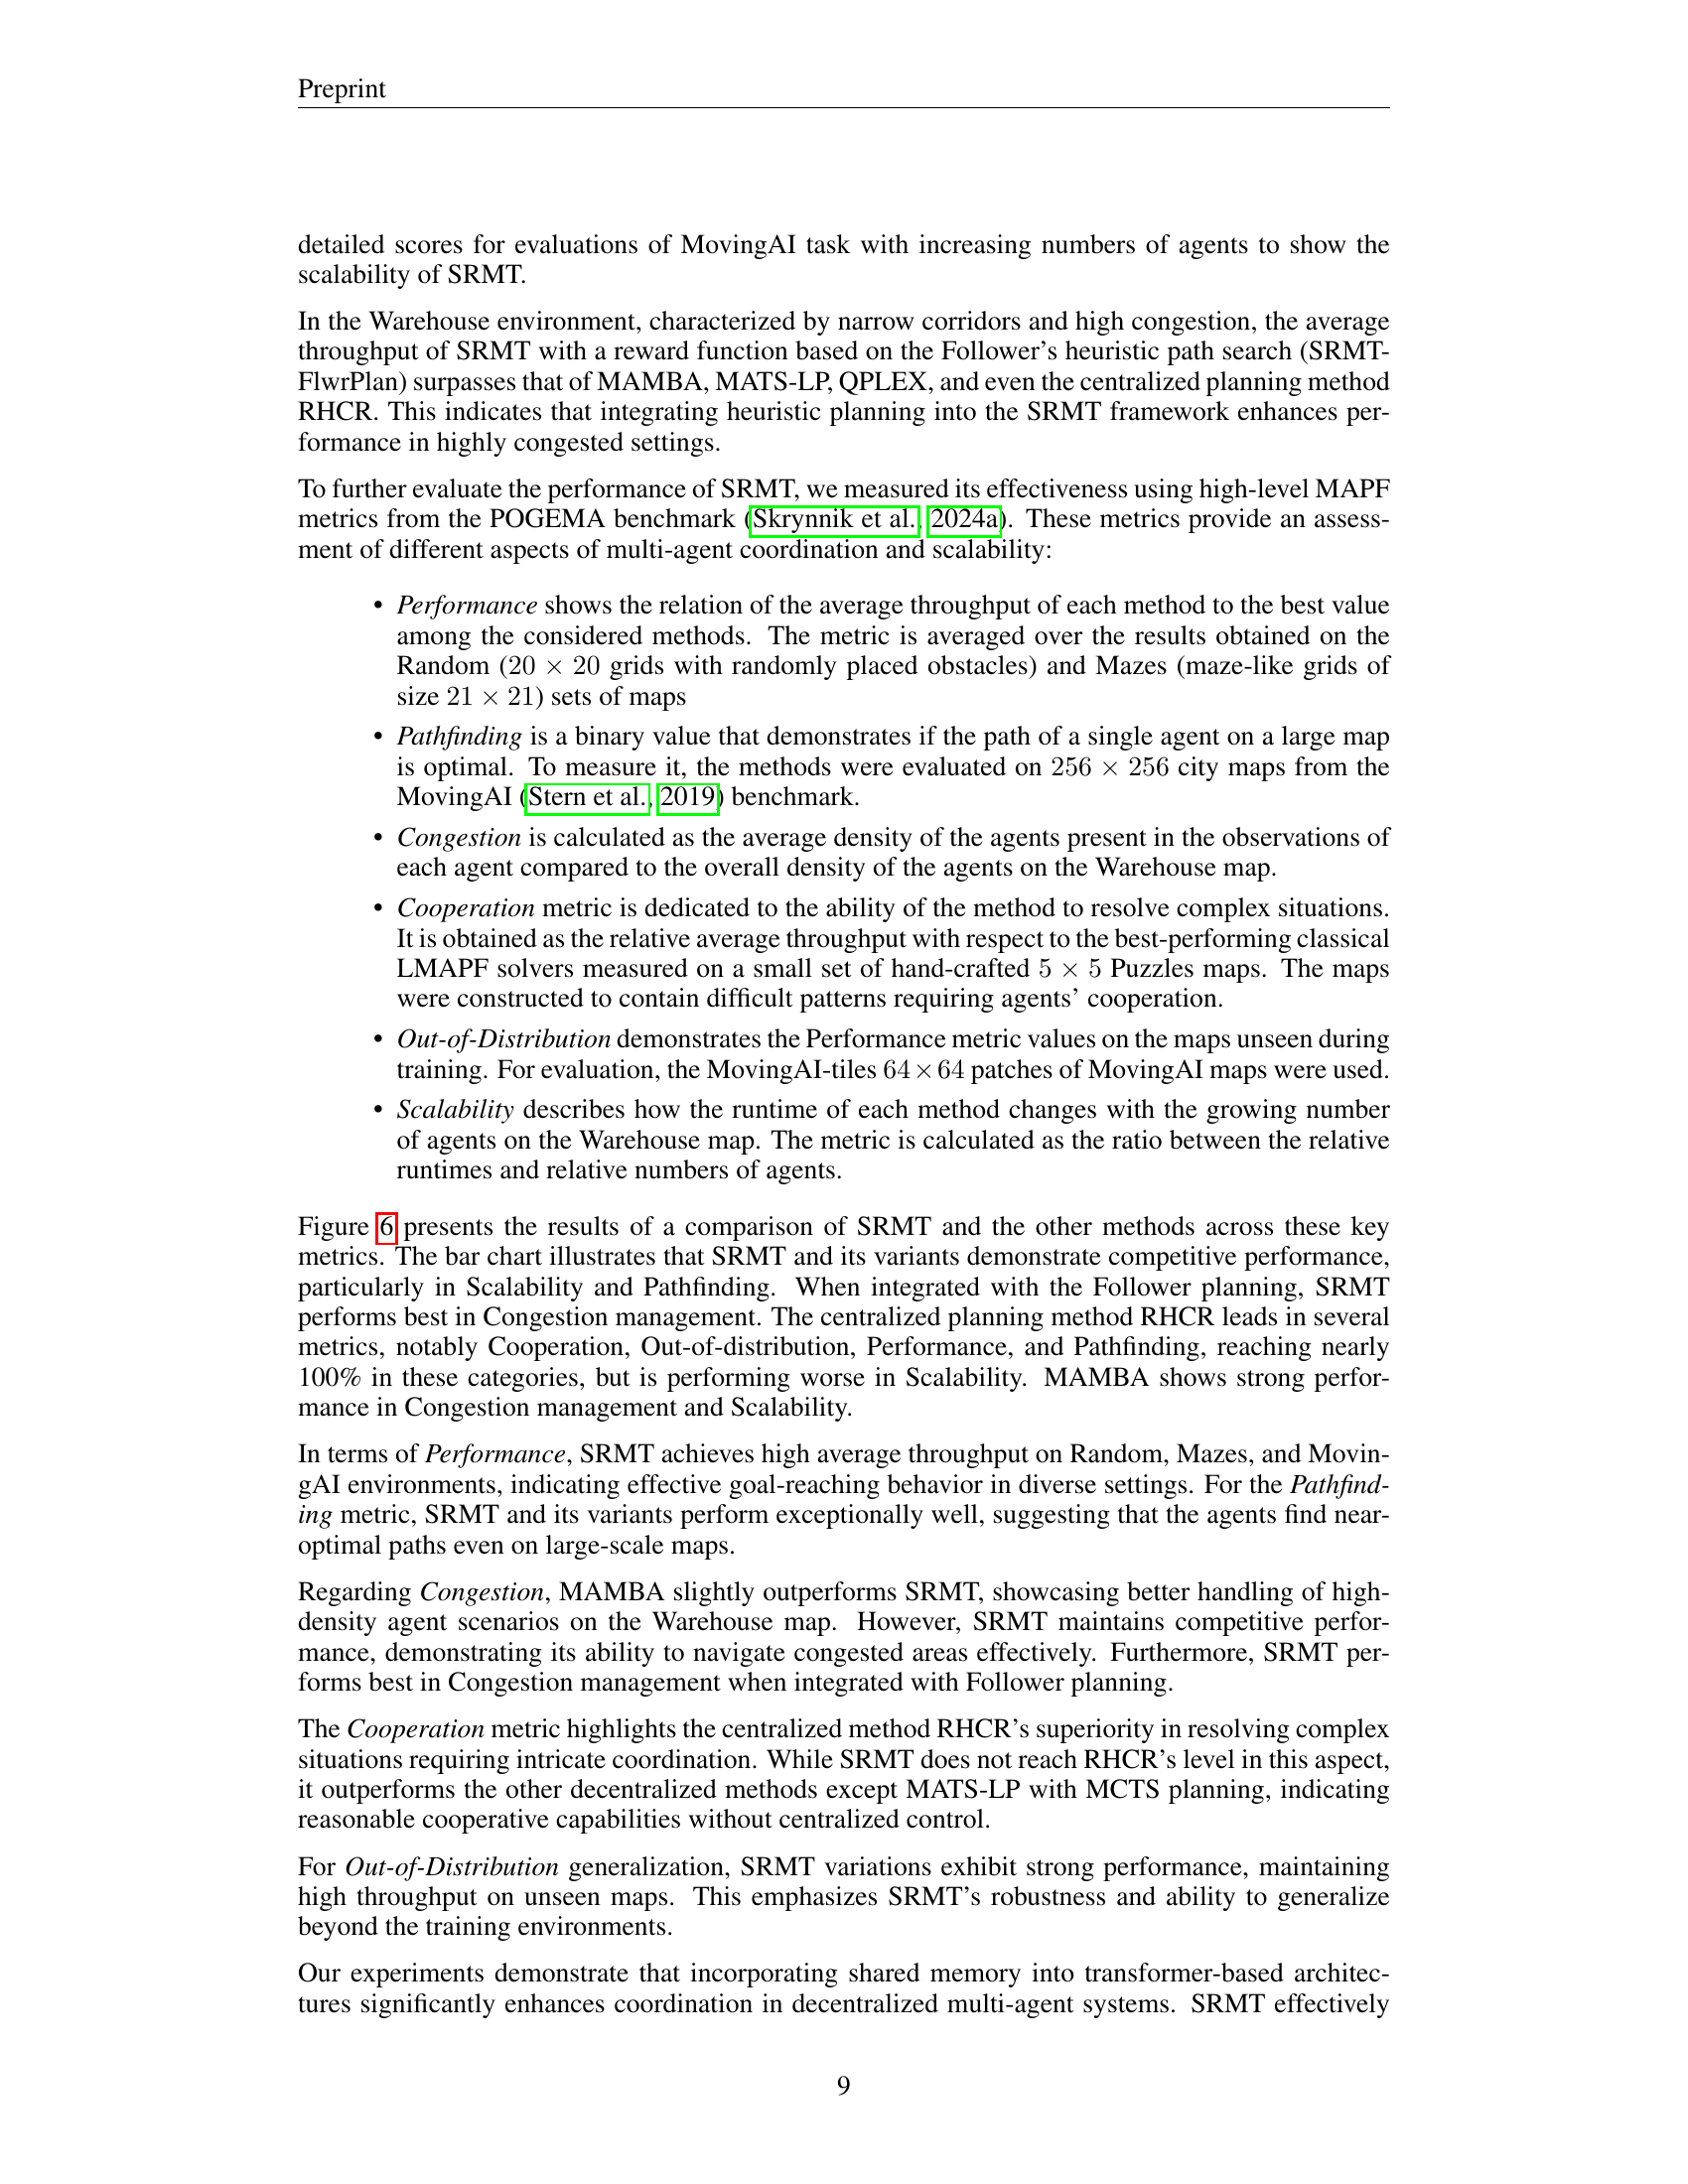 Preprint
detailed scores for evaluations of MovingAI task with increasing numbers of agents to show the
scalability of SRMT.
In the Warehouse environment, characterized by narrow corridors and high congestion, the average
throughput of SRMT with a reward function based on the Follower's heuristic path search (SRMT-
FlwrPlan) surpasses that of MAMBA, MATS-LP, QPLEX, and even the centralized planning method
RHCR. This indicates that integrating heuristic planning into the SRMT framework enhances per-
formance in highly congested settings.
To further evaluate the performance of SRMT, we measured its effectiveness using high-level MAPF
metrics from the POGEMA benchmark (Skrynnik et al., 2024a). These metrics provide an assess-
ment of different aspects of multi-agent coordination and scalability:
• Performance shows the relation of the average throughput of each method to the best value
among the considered methods. The metric is averaged over the results obtained on the
Random (20 × 20 grids with randomly placed obstacles) and Mazes (maze-like grids of
size 21 × 21) sets of maps
• Pathfinding is a binary value that demonstrates if the path of a single agent on a large map
is optimal. To measure it, the methods were evaluated on 256 × 256 city maps from the
MovingAI (Stern et al., 2019) benchmark.
• Congestion is calculated as the average density of the agents present in the observations of
each agent compared to the overall density of the agents on the Warehouse map.
• Cooperation metric is dedicated to the ability of the method to resolve complex situations.
It is obtained as the relative average throughput with respect to the best-performing classical
LMAPF solvers measured on a small set of hand-crafted 5 × 5 Puzzles maps. The maps
were constructed to contain difficult patterns requiring agents' cooperation.
• Out-of-Distribution demonstrates the Performance metric values on the maps unseen during
training. For evaluation, the MovingAI-tiles 64×64 patches of MovingAI maps were used.
• Scalability describes how the runtime of each method changes with the growing number
of agents on the Warehouse map. The metric is calculated as the ratio between the relative
runtimes and relative numbers of agents.
Figure 6 presents the results of a comparison of SRMT and the other methods across these key
metrics. The bar chart illustrates that SRMT and its variants demonstrate competitive performance,
particularly in Scalability and Pathfinding. When integrated with the Follower planning, SRMT
performs best in Congestion management. The centralized planning method RHCR leads in several
metrics, notably Cooperation, Out-of-distribution, Performance, and Pathfinding, reaching nearly
100% in these categories, but is performing worse in Scalability. MAMBA shows strong perfor-
mance in Congestion management and Scalability.
In terms of Performance, SRMT achieves high average throughput on Random, Mazes, and Movin-
gAI environments, indicating effective goal-reaching behavior in diverse settings. For the Pathfind-
ing metric, SRMT and its variants perform exceptionally well, suggesting that the agents find near-
optimal paths even on large-scale maps.
Regarding Congestion, MAMBA slightly outperforms SRMT, showcasing better handling of high-
density agent scenarios on the Warehouse map. However, SRMT maintains competitive perfor-
mance, demonstrating its ability to navigate congested areas effectively. Furthermore, SRMT per-
forms best in Congestion management when integrated with Follower planning.
The Cooperation metric highlights the centralized method RHCR's superiority in resolving complex
situations requiring intricate coordination. While SRMT does not reach RHCR's level in this aspect,
it outperforms the other decentralized methods except MATS-LP with MCTS planning, indicating
reasonable cooperative capabilities without centralized control.
For Out-of-Distribution generalization, SRMT variations exhibit strong performance, maintaining
high throughput on unseen maps. This emphasizes SRMT's robustness and ability to generalize
beyond the training environments.
Our experiments demonstrate that incorporating shared memory into transformer-based architec-
tures significantly enhances coordination in decentralized multi-agent systems. SRMT effectively
9